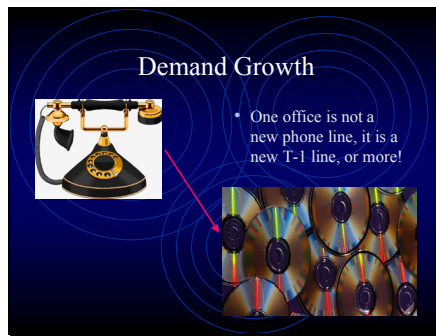 Demand Growth
• One office is not a
new phone line, it is a
new T-1 line, or more!